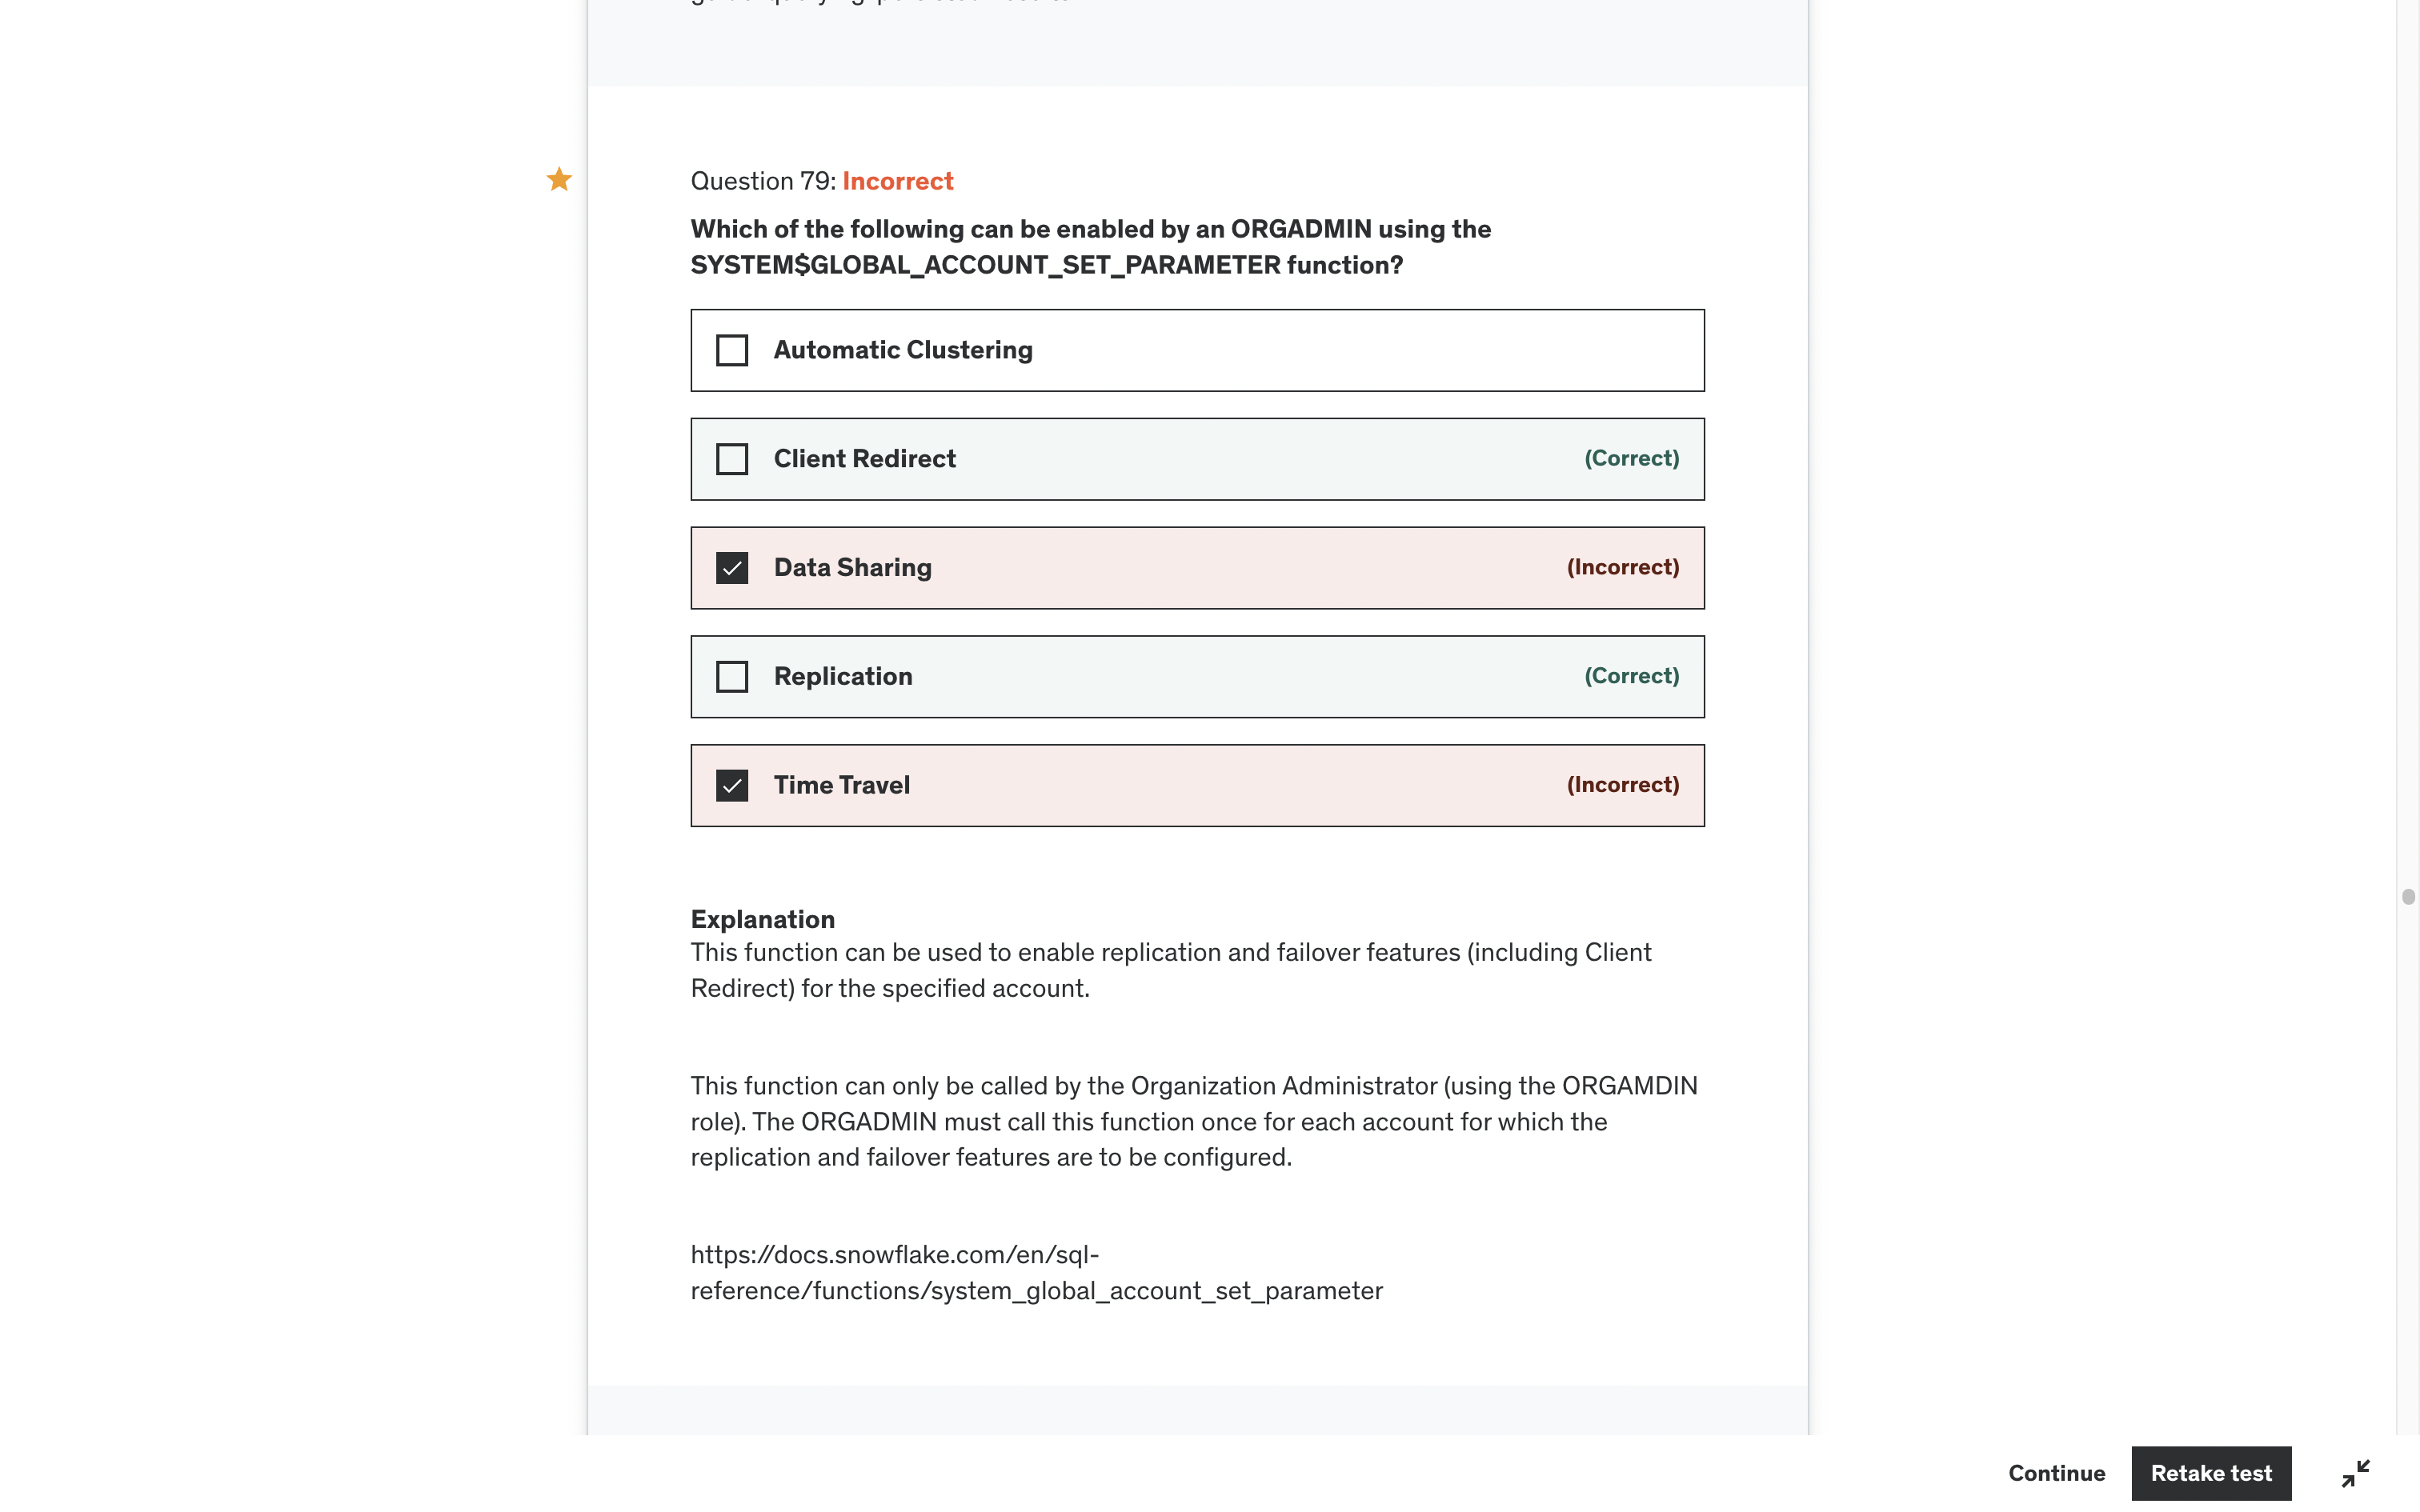 Question 79: Incorrect
Which of the following can be enabled by an ORGADMIN using the
SYSTEM$GLOBAL_ACCOUNT_SET_PARAMETER function?
Automatic Clustering
Client Redirect (Correct)
Data Sharing (Incorrect)
Replication (Correct)
Time Travel (Incorrect)
Explanation
This function can be used to enable replication and failover features (including Client
Redirect) for the specified account.
This function can only be called by the Organization Administrator (using the ORGAMDIN
role). The ORGADMIN must call this function once for each account for which the
replication and failover features are to be configured.
https://docs.snowflake.com/en/sql-
reference/functions/system_global_account_set_parameter
Continue Retake test